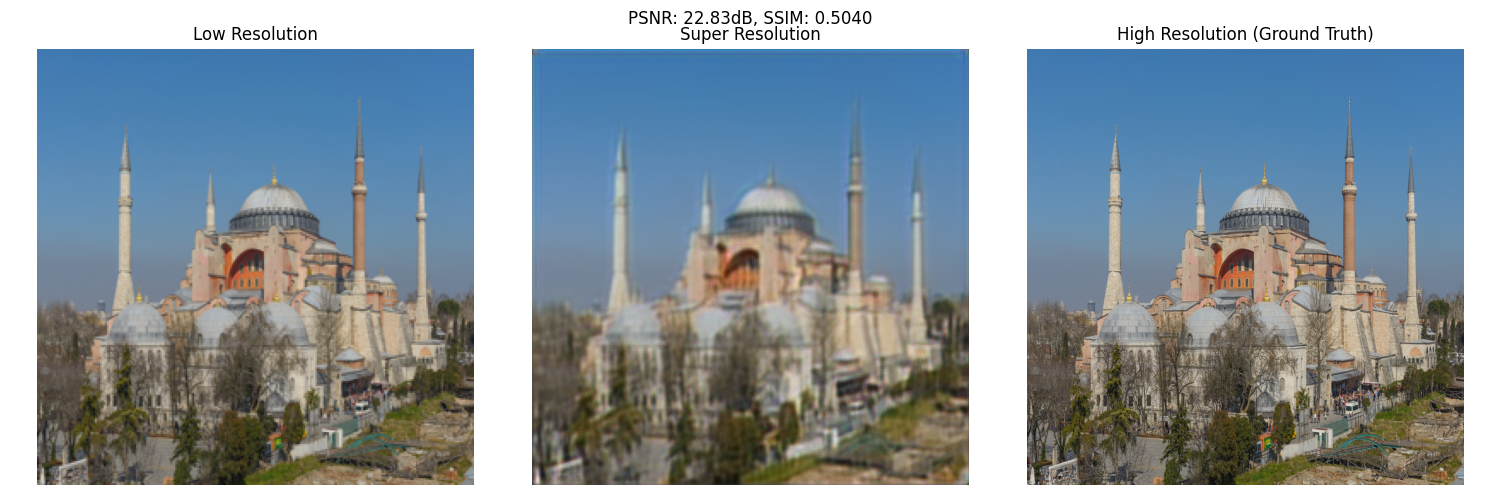 PSNR: 22.83dB, SSIM: 0.5040
Low Resolution
Super Resolution
High Resolution (Ground Truth)